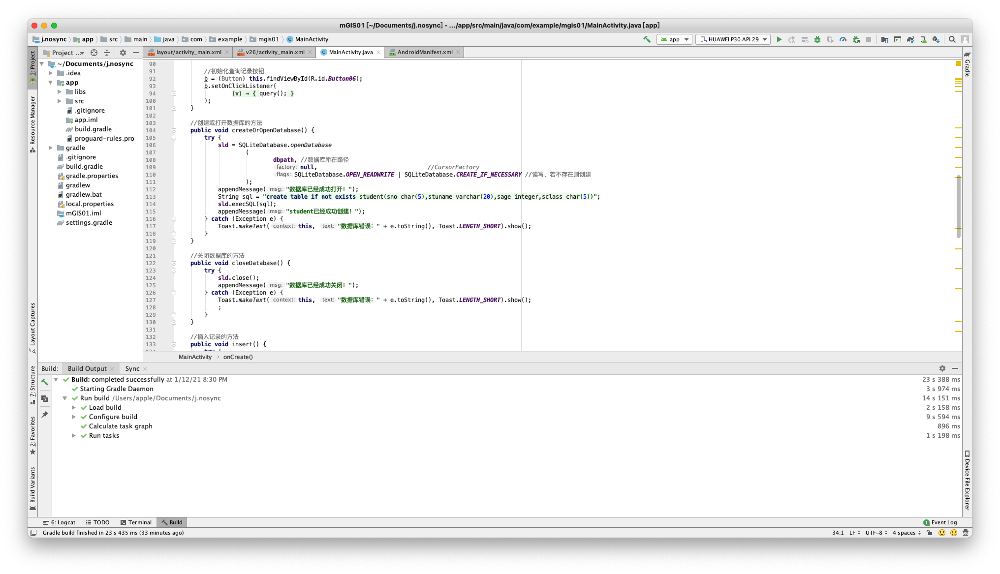 mGIS01 [~/Documents/j.nosync] - .../app/src/main/java/com/example/mgis01/MainActivity.java [app]
j.nosync app src main java com example mgis01 MainActivity
app HUAWEI P30 API 29
Project ...
layout/activity_main.xml v26/activity_main.xml MainActivity.java AndroidManifest.xml
1: Project
Resource Manager
Layout Captures
Z: Structure
2: Favorites
Build Variants
~/Documents/j.nosync
.idea
app
libs
src
.gitignore
app.iml
build.gradle
proguard-rules.pro
gradle
.gitignore
build.gradle
gradle.properties
gradlew
gradlew.bat
local.properties
mGIS01.iml
settings.gradle
90
91 //初始化查询记录按钮
92 b = (Button) this.findViewById(R.id.Button06);
93 b.setOnClickListener(
94 (v) → { query(); }
100 );
101 }
102
103 //创建或打开数据库的方法
104 public void createOrOpenDatabase() {
105 try {
106 sld = SQLiteDatabase.openDatabase
107 (
108 dbpath, //数据库所在路径
109 factory: null, //CursorFactory
110 flags: SQLiteDatabase.OPEN_READWRITE | SQLiteDatabase.CREATE_IF_NECESSARY //读写、若不存在则创建
111 );
112 appendMessage( msg: "数据库已经成功打开！");
113 String sql = "create table if not exists student(sno char(5),stuname varchar(20),sage integer,sclass char(5))";
114 sld.execSQL(sql);
115 appendMessage( msg: "student已经成功创建！");
116 } catch (Exception e) {
117 Toast.makeText( context: this, text: "数据库错误：" + e.toString(), Toast.LENGTH_SHORT).show();
118 }
119 }
120
121 //关闭数据库的方法
122 public void closeDatabase() {
123 try {
124 sld.close();
125 appendMessage( msg: "数据库已经成功关闭！");
126 } catch (Exception e) {
127 Toast.makeText( context: this, text: "数据库错误：" + e.toString(), Toast.LENGTH_SHORT).show();
128 ;
129 }
130 }
131
132 //插入记录的方法
133 public void insert() {
134 try {
MainActivity › onCreate()
Gradle
Device File Explorer
Build: Build Output Sync
Build: completed successfully at 1/12/21 8:30 PM 23 s 388 ms
Starting Gradle Daemon 3 s 974 ms
Run build /Users/apple/Documents/j.nosync 14 s 151 ms
Load build 2 s 158 ms
Configure build 9 s 594 ms
Calculate task graph 896 ms
Run tasks 1 s 198 ms
6: Logcat TODO Terminal Build 1 Event Log
Gradle build finished in 23 s 435 ms (33 minutes ago) 34:1 LF UTF-8 4 spaces